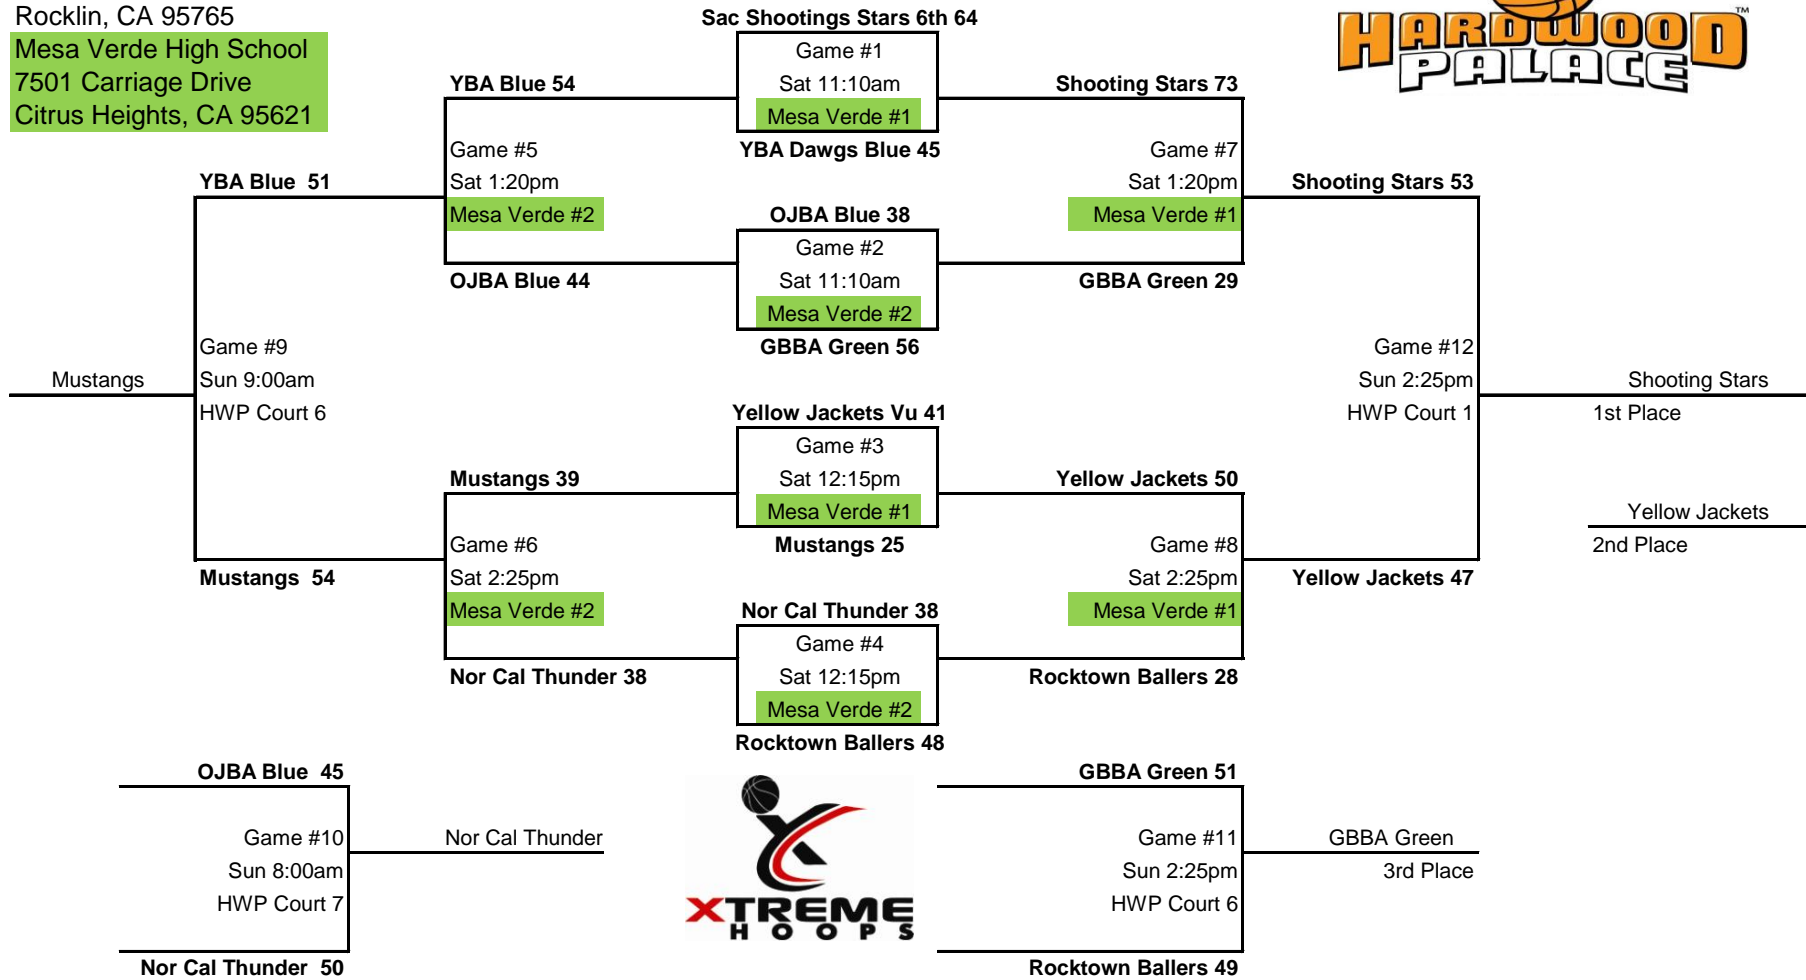 Rocklin, CA 95765
Mesa Verde High School
7501 Carriage Drive
Citrus Heights, CA 95621
HARDWOOD
PALACE
TM
Sac Shootings Stars 6th 64
Game #1
Sat 11:10am
Mesa Verde #1
YBA Dawgs Blue 45
YBA Blue 54
Game #5
Sat 1:20pm
Mesa Verde #2
OJBA Blue 44
Shooting Stars 73
Game #7
Sat 1:20pm
Mesa Verde #1
GBBA Green 29
OJBA Blue 38
Game #2
Sat 11:10am
Mesa Verde #2
GBBA Green 56
YBA Blue  51
Game #9
Sun 9:00am
HWP Court 6
Mustangs  54
Mustangs
Shooting Stars 53
Game #12
Sun 2:25pm
HWP Court 1
Yellow Jackets 47
Shooting Stars
1st Place
Yellow Jackets
2nd Place
Yellow Jackets Vu 41
Game #3
Sat 12:15pm
Mesa Verde #1
Mustangs 25
Mustangs 39
Game #6
Sat 2:25pm
Mesa Verde #2
Nor Cal Thunder 38
Yellow Jackets 50
Game #8
Sat 2:25pm
Mesa Verde #1
Rocktown Ballers 28
Nor Cal Thunder 38
Game #4
Sat 12:15pm
Mesa Verde #2
Rocktown Ballers 48
OJBA Blue  45
Game #10
Sun 8:00am
HWP Court 7
Nor Cal Thunder  50
Nor Cal Thunder
XTREME
HOOPS
GBBA Green 51
Game #11
Sun 2:25pm
HWP Court 6
Rocktown Ballers 49
GBBA Green
3rd Place